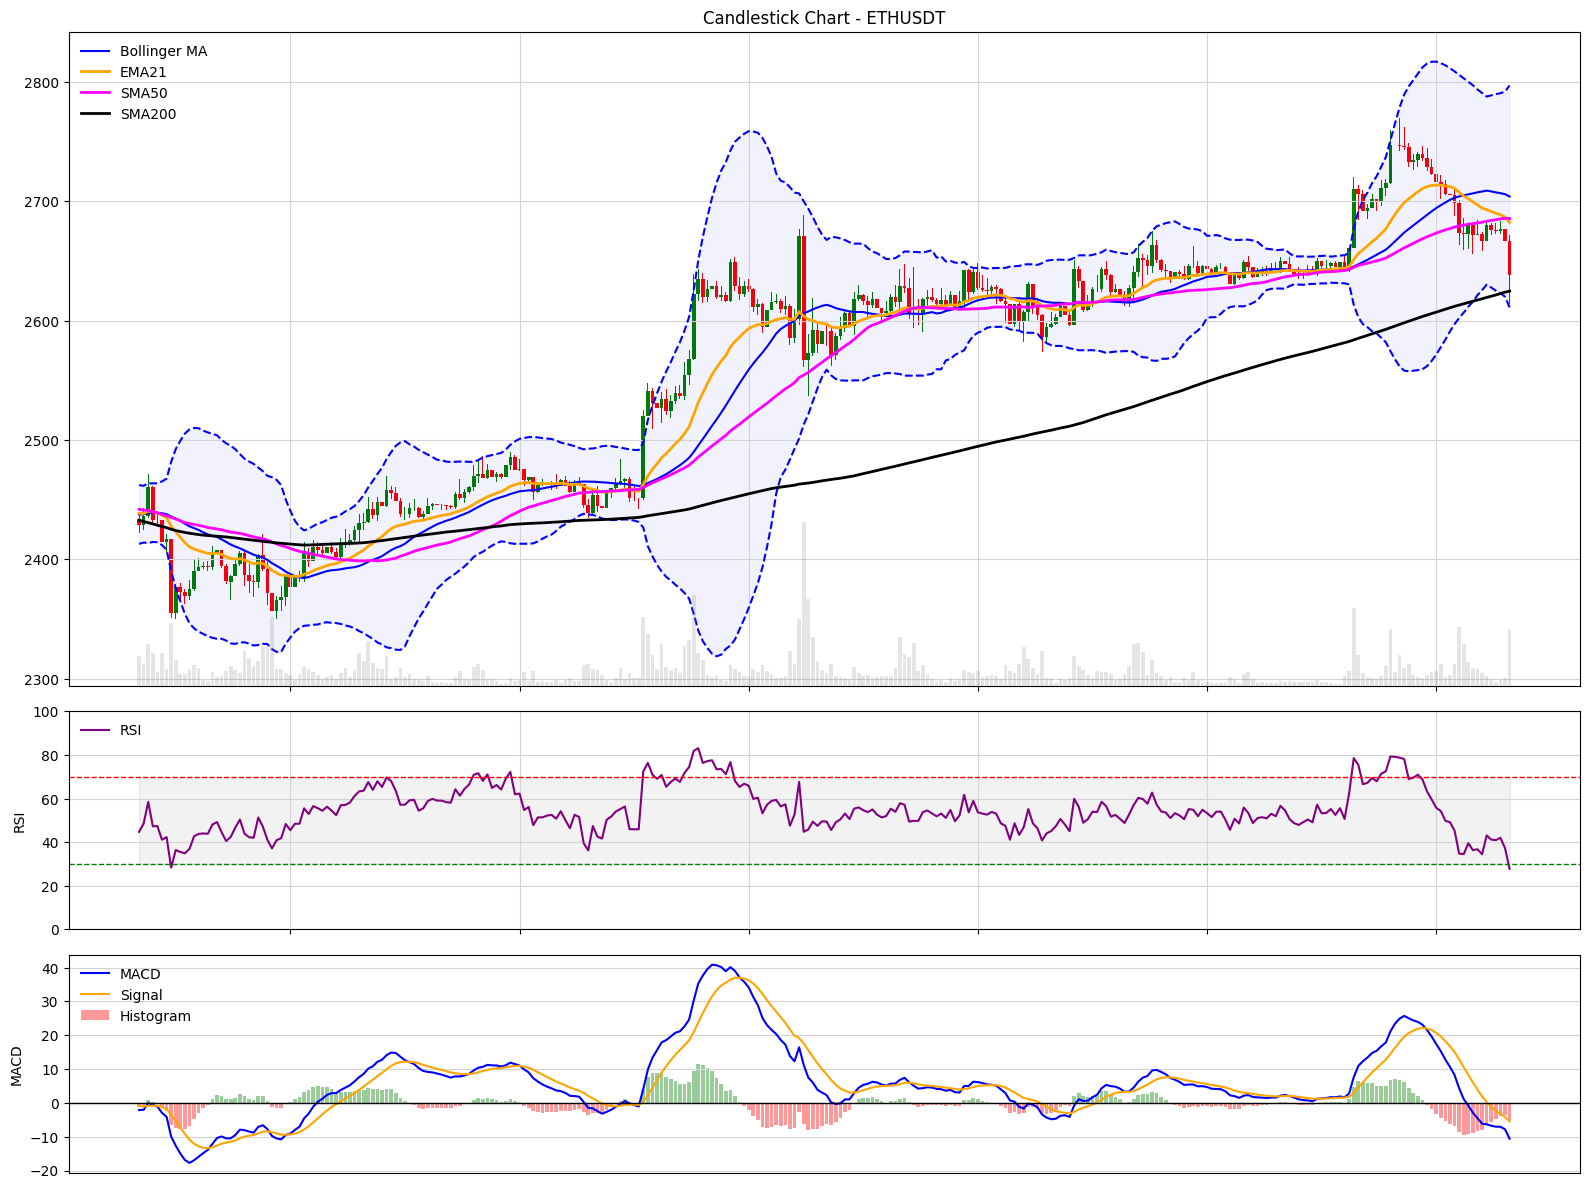 Candlestick Chart - ETHUSDT
Bollinger MA
EMA21
SMA50
SMA200
2800
2700
2600
2500
2400
2300
RSI
RSI
100
80
60
40
20
0
MACD
Signal
Histogram
MACD
40
30
20
10
0
−10
−20